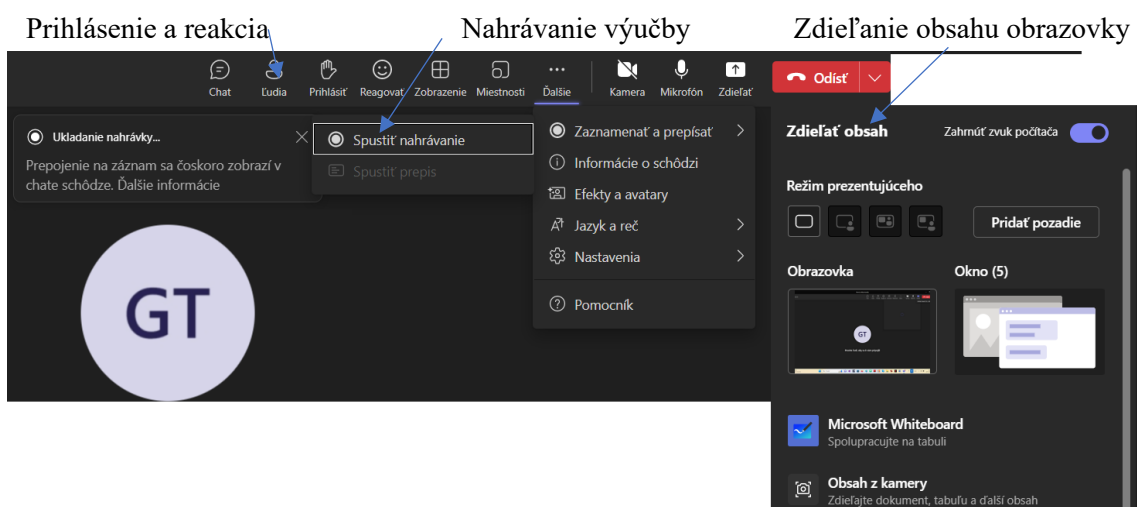 Prihlásenie a reakcia
Nahrávanie výučby
Zdieľanie obsahu obrazovky
Chat
Ľudia
Prihlásiť
Reagovať
Zobrazenie
Miestnosti
Ďalšie
Kamera
Mikrofón
Zdieľať
Odísť
Ukladanie nahrávky...
Prepojenie na záznam sa čoskoro zobrazí v
chate schôdze. Ďalšie informácie
Spustiť nahrávanie
Spustiť prepis
Zaznamenať a prepísať
Informácie o schôdzi
Efekty a avatary
Jazyk a reč
Nastavenia
Pomocník
GT
Zdieľať obsah
Zahrnúť zvuk počítača
Režim prezentujúceho
Pridať pozadie
Obrazovka
Okno (5)
GT
Microsoft Whiteboard
Spolupracujte na tabuli
Obsah z kamery
Zdieľajte dokument, tabuľu a ďalší obsah